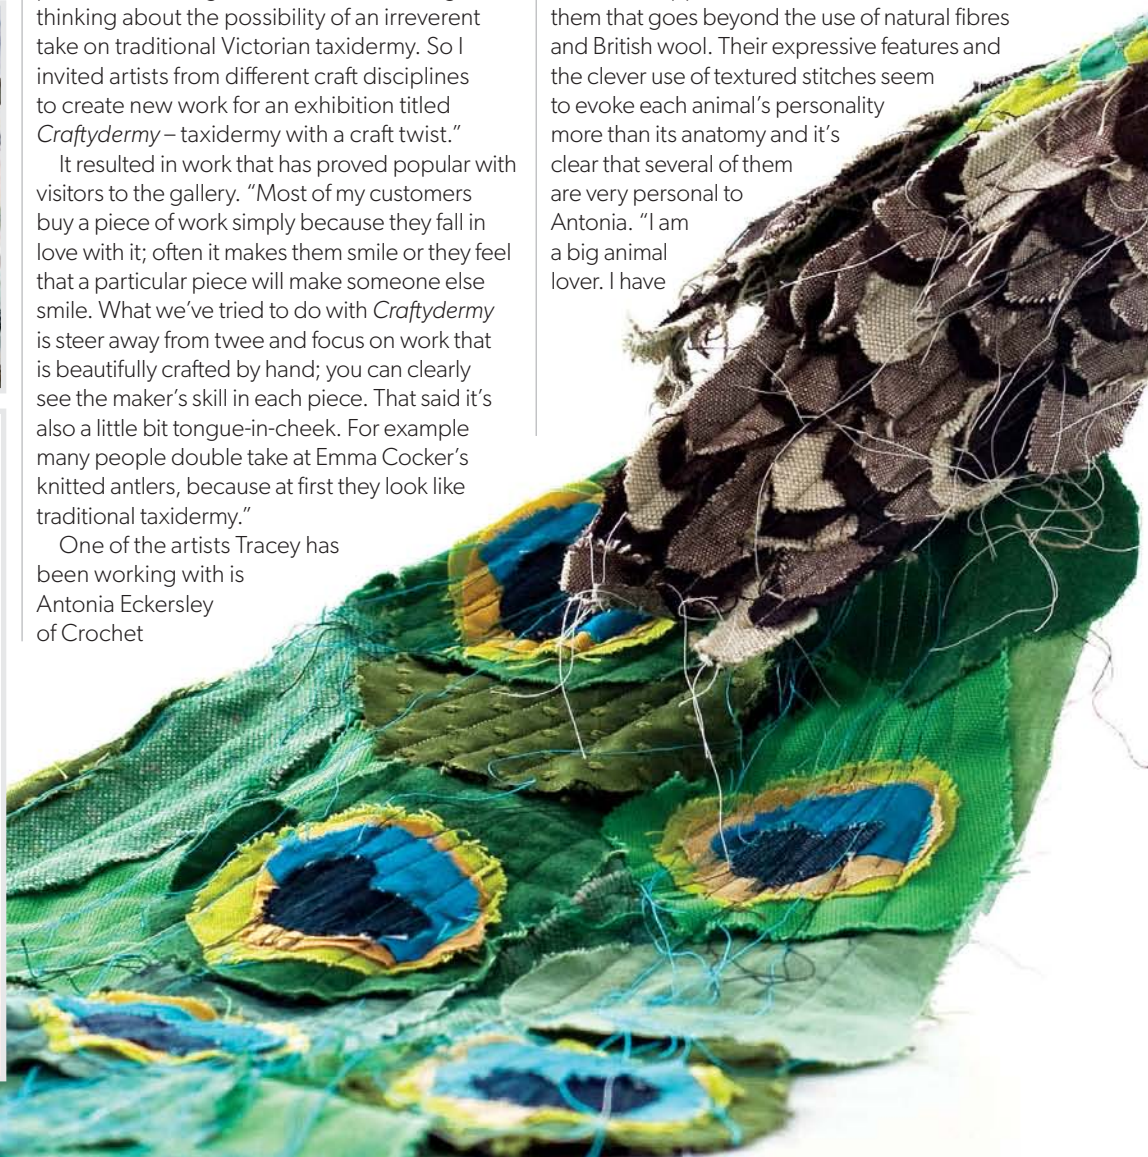 thinking about the possibility of an irreverent
take on traditional Victorian taxidermy. So I
invited artists from different craft disciplines
to create new work for an exhibition titled
Craftydermy – taxidermy with a craft twist.”
It resulted in work that has proved popular with
visitors to the gallery. “Most of my customers
buy a piece of work simply because they fall in
love with it; often it makes them smile or they feel
that a particular piece will make someone else
smile. What we’ve tried to do with Craftydermy
is steer away from twee and focus on work that
is beautifully crafted by hand; you can clearly
see the maker’s skill in each piece. That said it’s
also a little bit tongue-in-cheek. For example
many people double take at Emma Cocker’s
knitted antlers, because at first they look like
traditional taxidermy.”
One of the artists Tracey has
been working with is
Antonia Eckersley
of Crochet
them that goes beyond the use of natural fibres
and British wool. Their expressive features and
the clever use of textured stitches seem
to evoke each animal’s personality
more than its anatomy and it’s
clear that several of them
are very personal to
Antonia. “I am
a big animal
lover. I have